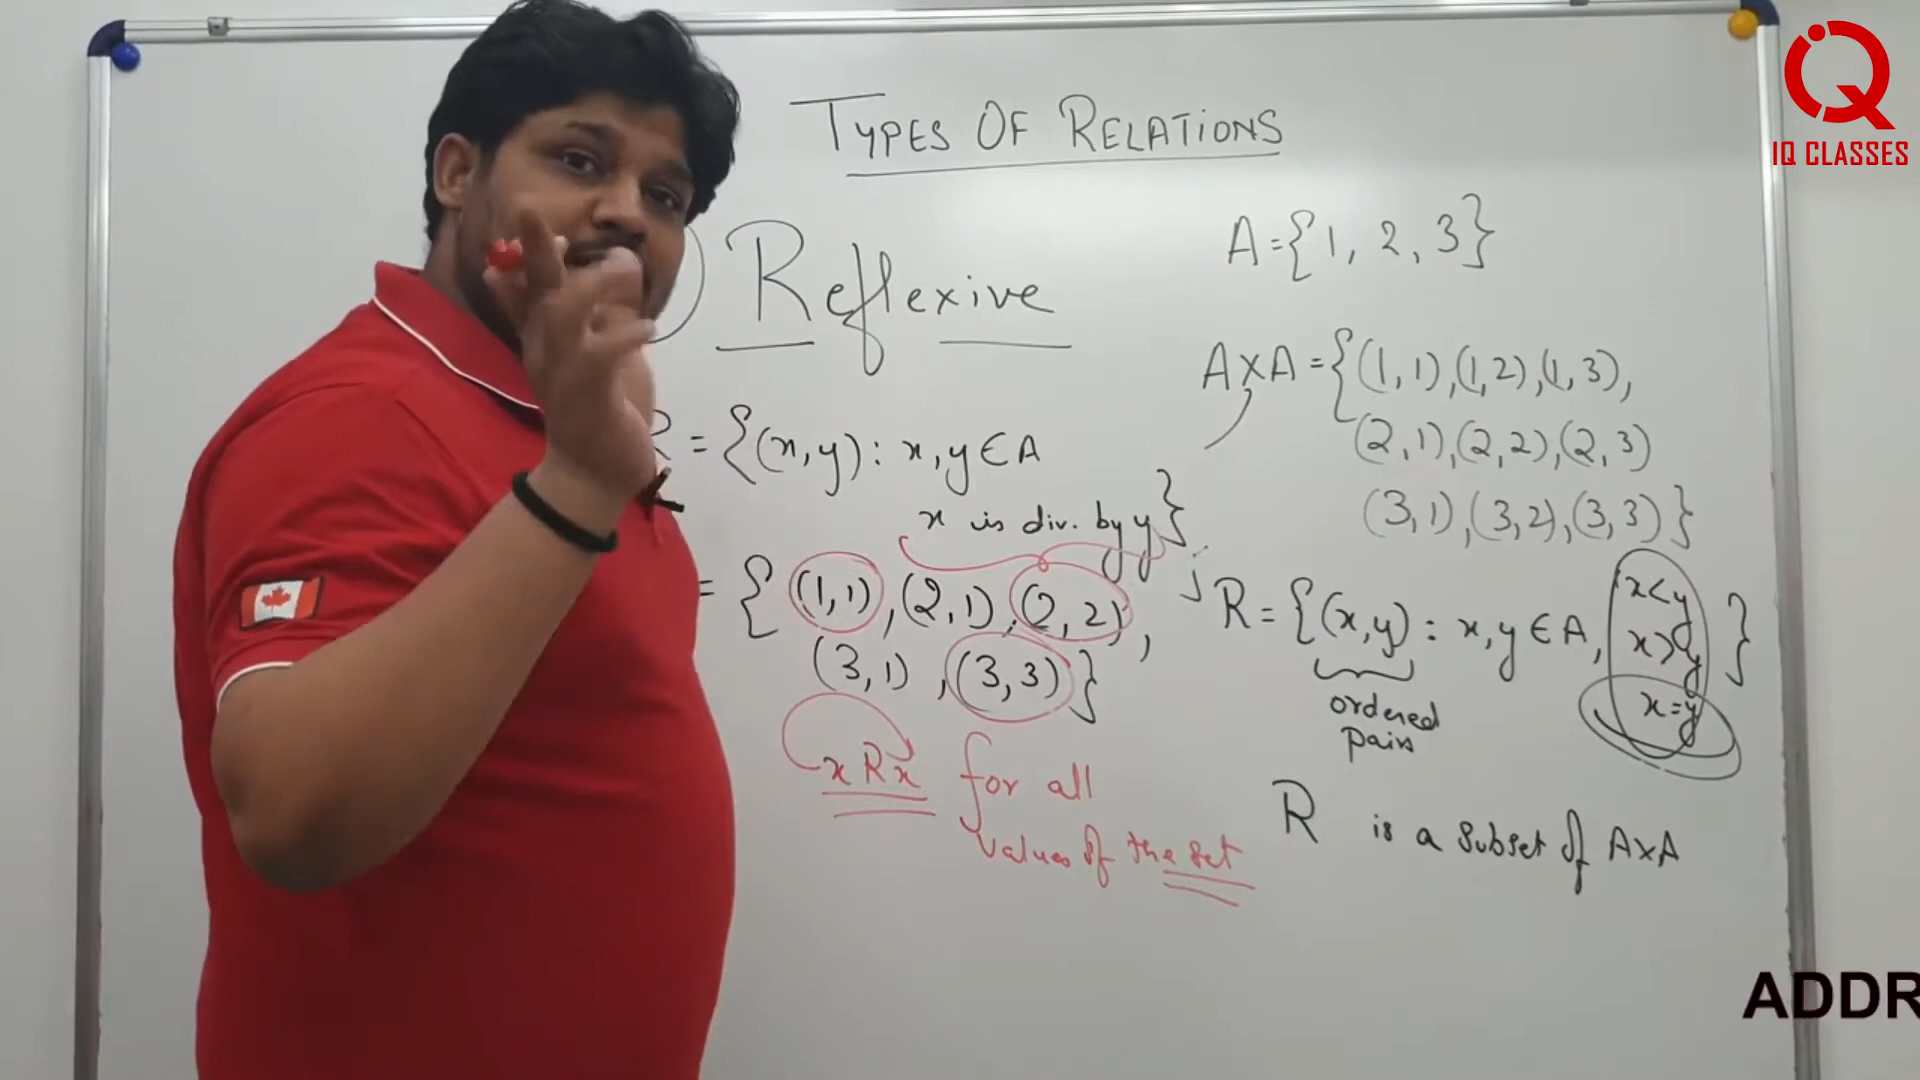 TYPES OF RELATIONS
Reflexive
R = {(x,y) : x,y ∈ A
x is div. by y}
= { (1,1), (2,1), (2,2),
(3,1), (3,3) }
x R x for all
values of the set
A = {1, 2, 3}
A×A = {(1,1),(1,2),(1,3),
(2,1),(2,2),(2,3)
(3,1),(3,2),(3,3)}
R = {(x,y) : x,y ∈ A, x<y
x>y
x=y }
ordered
pairs
R is a subset of A×A
IQ CLASSES
ADDR